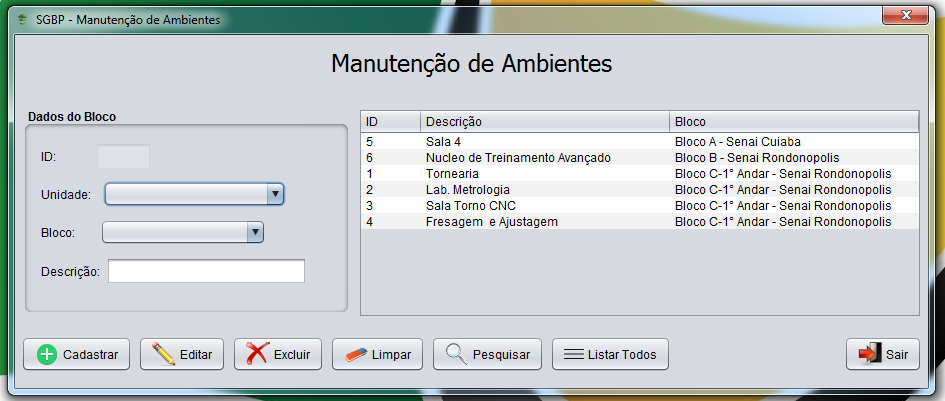 SGBP - Manutenção de Ambientes
Manutenção de Ambientes
Dados do Bloco
ID:
Unidade:
Bloco:
Descrição:
ID Descrição Bloco
5 Sala 4 Bloco A - Senai Cuiaba
6 Nucleo de Treinamento Avançado Bloco B - Senai Rondonopolis
1 Tornearia Bloco C-1° Andar - Senai Rondonopolis
2 Lab. Metrologia Bloco C-1° Andar - Senai Rondonopolis
3 Sala Torno CNC Bloco C-1° Andar - Senai Rondonopolis
4 Fresagem e Ajustagem Bloco C-1° Andar - Senai Rondonopolis
Cadastrar Editar Excluir Limpar Pesquisar Listar Todos Sair